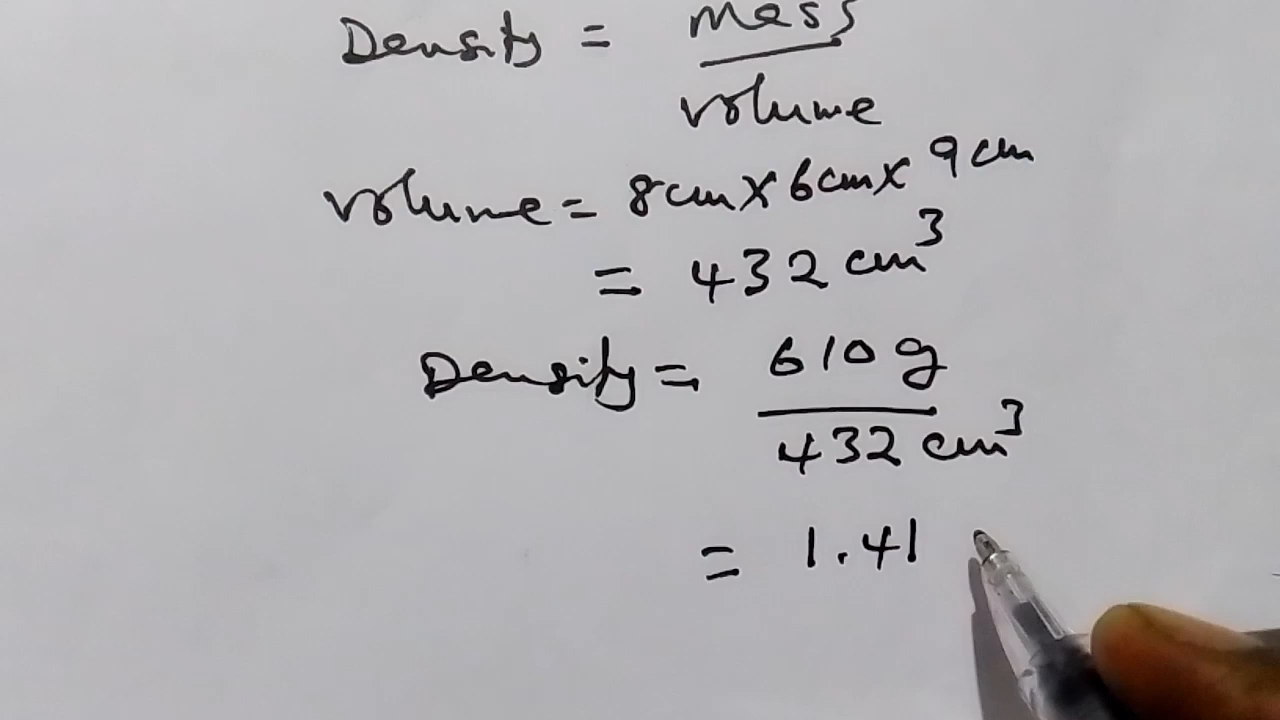 Density = mass
volume
volume = 8cm x 6cm x 9cm
= 432 cm³
Density = 610 g
432 cm³
= 1.41